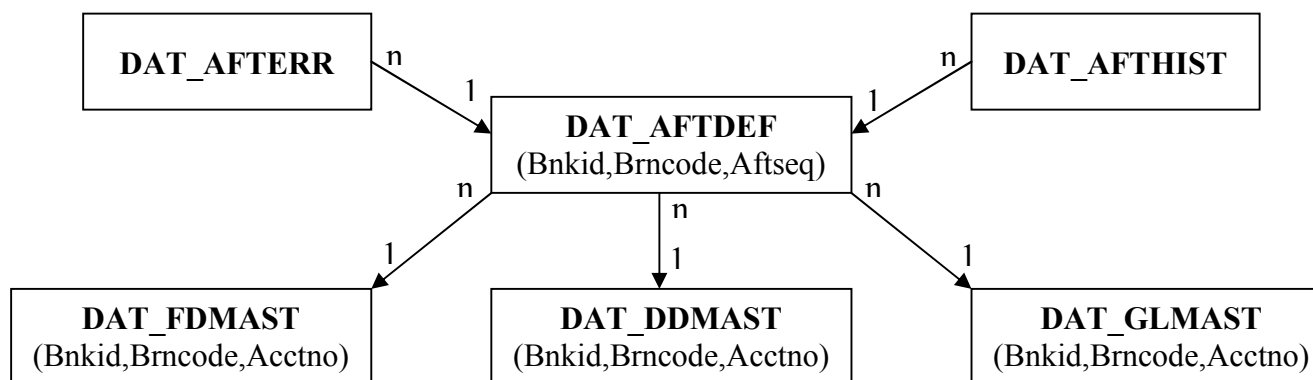 DAT_AFTERR
n
n
DAT_AFTHIST
1
1
DAT_AFTDEF
(Bnkid,Brncode,Aftseq)
n
n
n
1
1
1
DAT_FDMAST
(Bnkid,Brncode,Acctno)
DAT_DDMAST
(Bnkid,Brncode,Acctno)
DAT_GLMAST
(Bnkid,Brncode,Acctno)